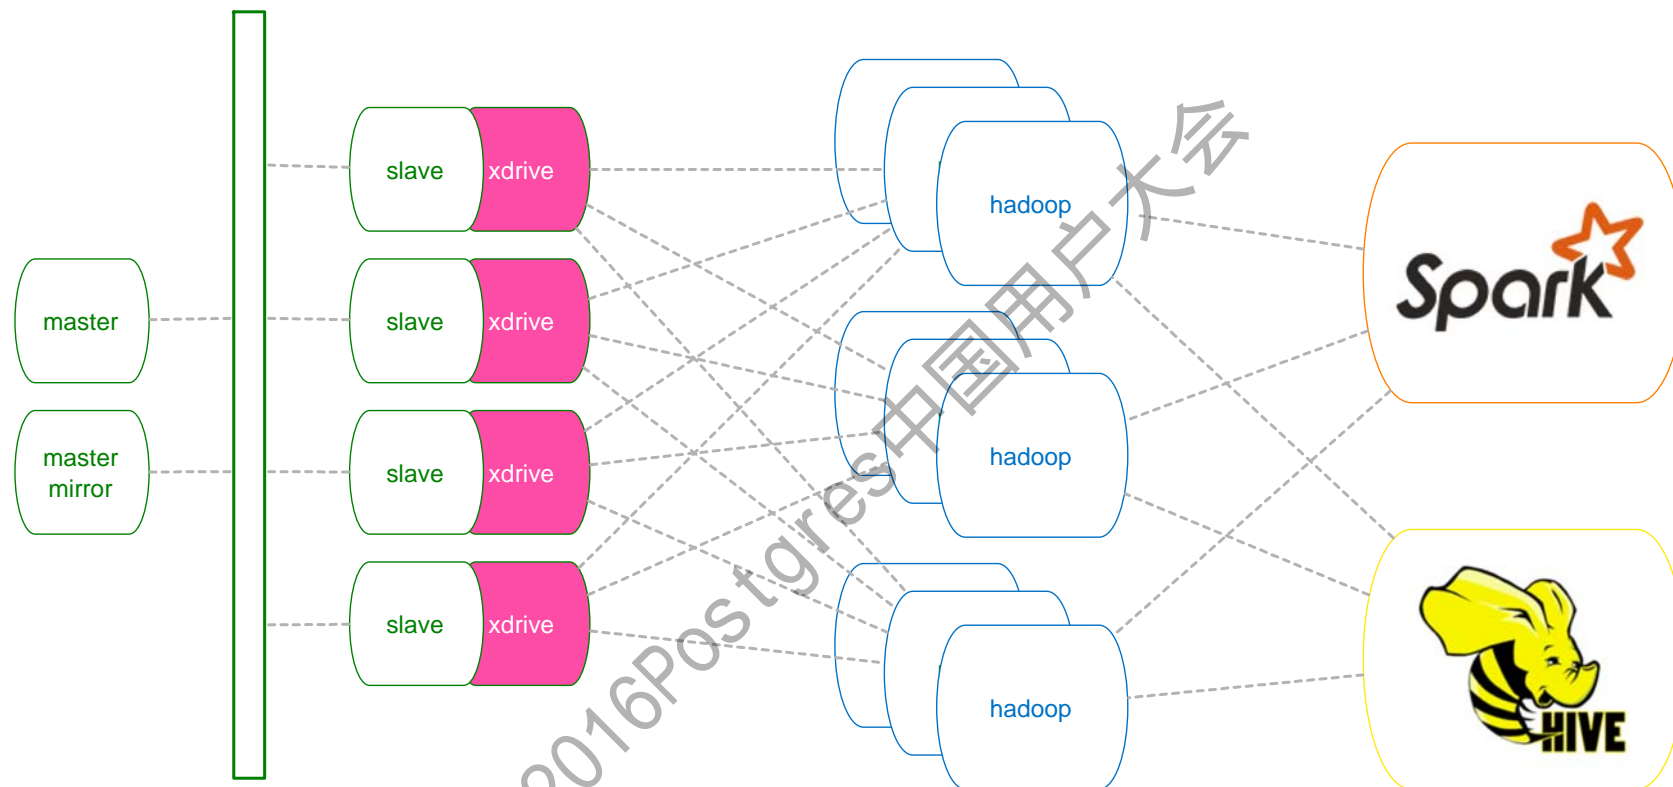 master
master
mirror
slave
xdrive
slave
xdrive
slave
xdrive
slave
xdrive
hadoop
hadoop
hadoop
Spark
HIVE
2016Postgres中国用户大会